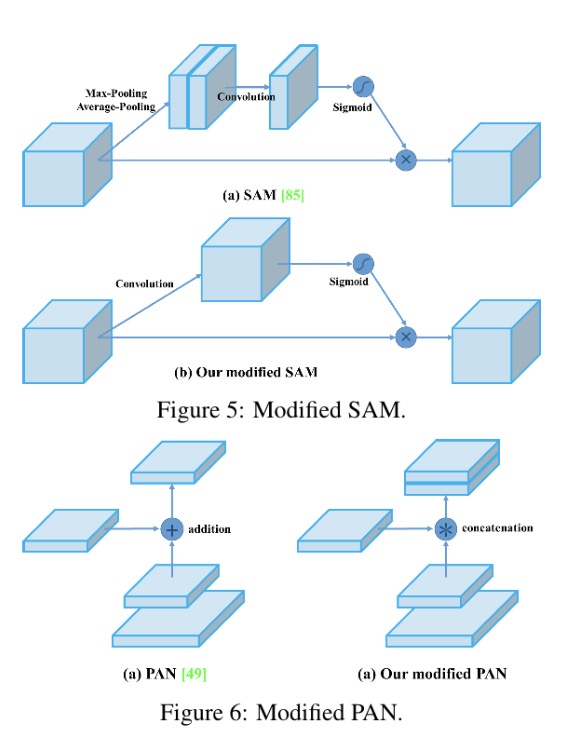 Max-Pooling
Average-Pooling
Convolution
Sigmoid
(a) SAM [85]
Convolution
Sigmoid
(b) Our modified SAM
Figure 5: Modified SAM.
addition
concatenation
(a) PAN [49]
(a) Our modified PAN
Figure 6: Modified PAN.